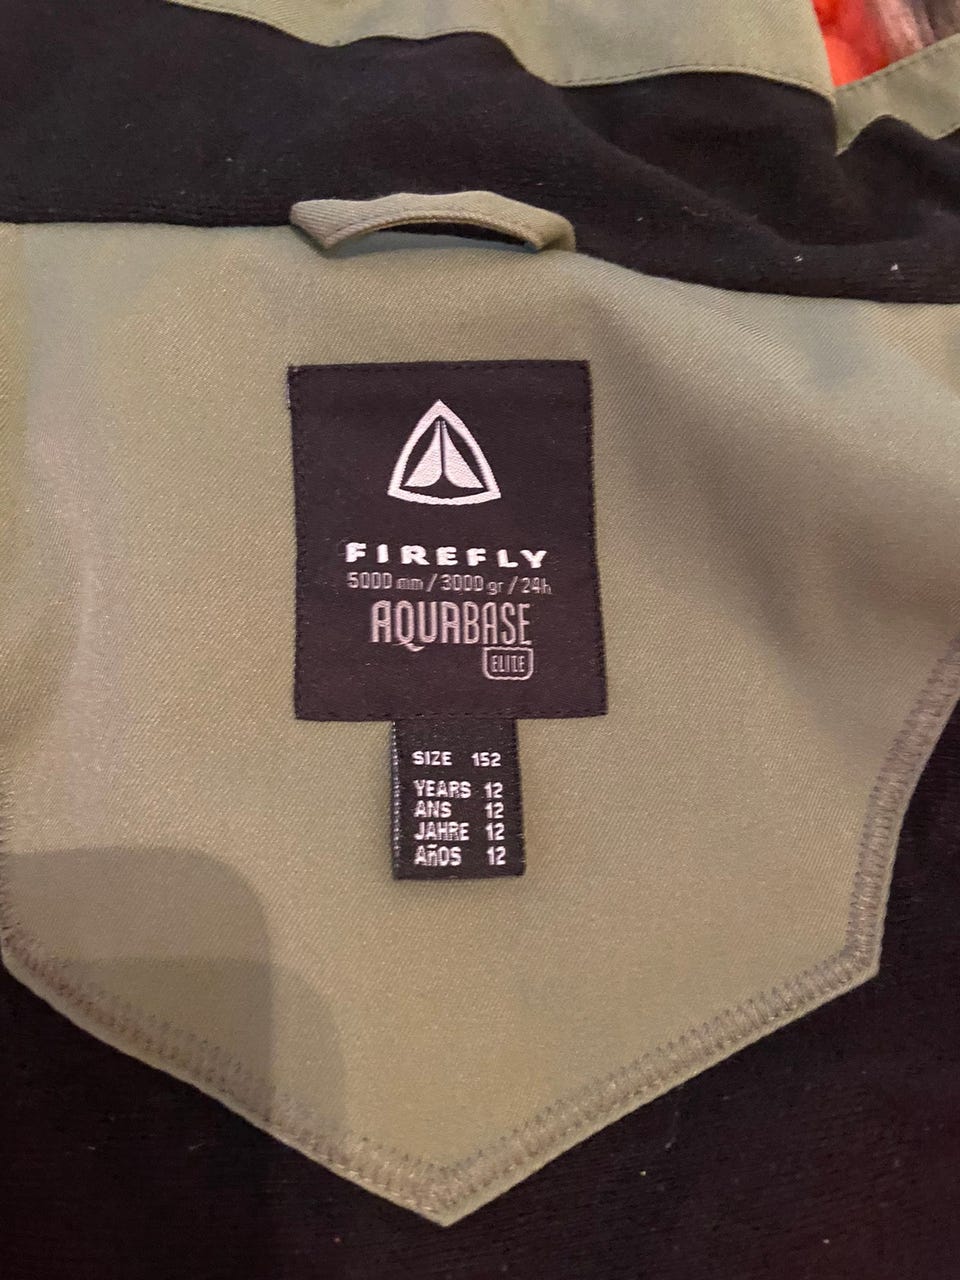 FIREFLY
5000 mm / 3000 gr / 24h
AQUABASE
ELITE
SIZE 152
YEARS 12
ANS 12
JAHRE 12
AÑOS 12